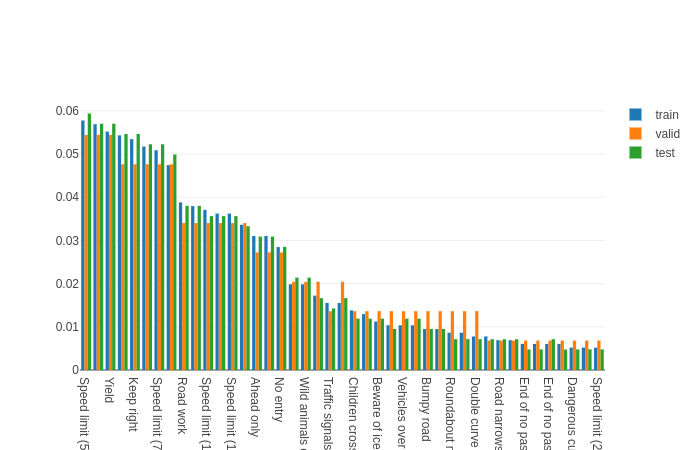 train
valid
test
0.06
0.05
0.04
0.03
0.02
0.01
0
Speed limit (5
Yield
Keep right
Speed limit (7
Road work
Speed limit (1
Speed limit (1
Ahead only
No entry
Wild animals
Traffic signals
Children cross
Beware of ice
Vehicles over
Bumpy road
Roundabout
Double curve
Road narrows
End of no pas
End of no pas
Dangerous cu
Speed limit (2